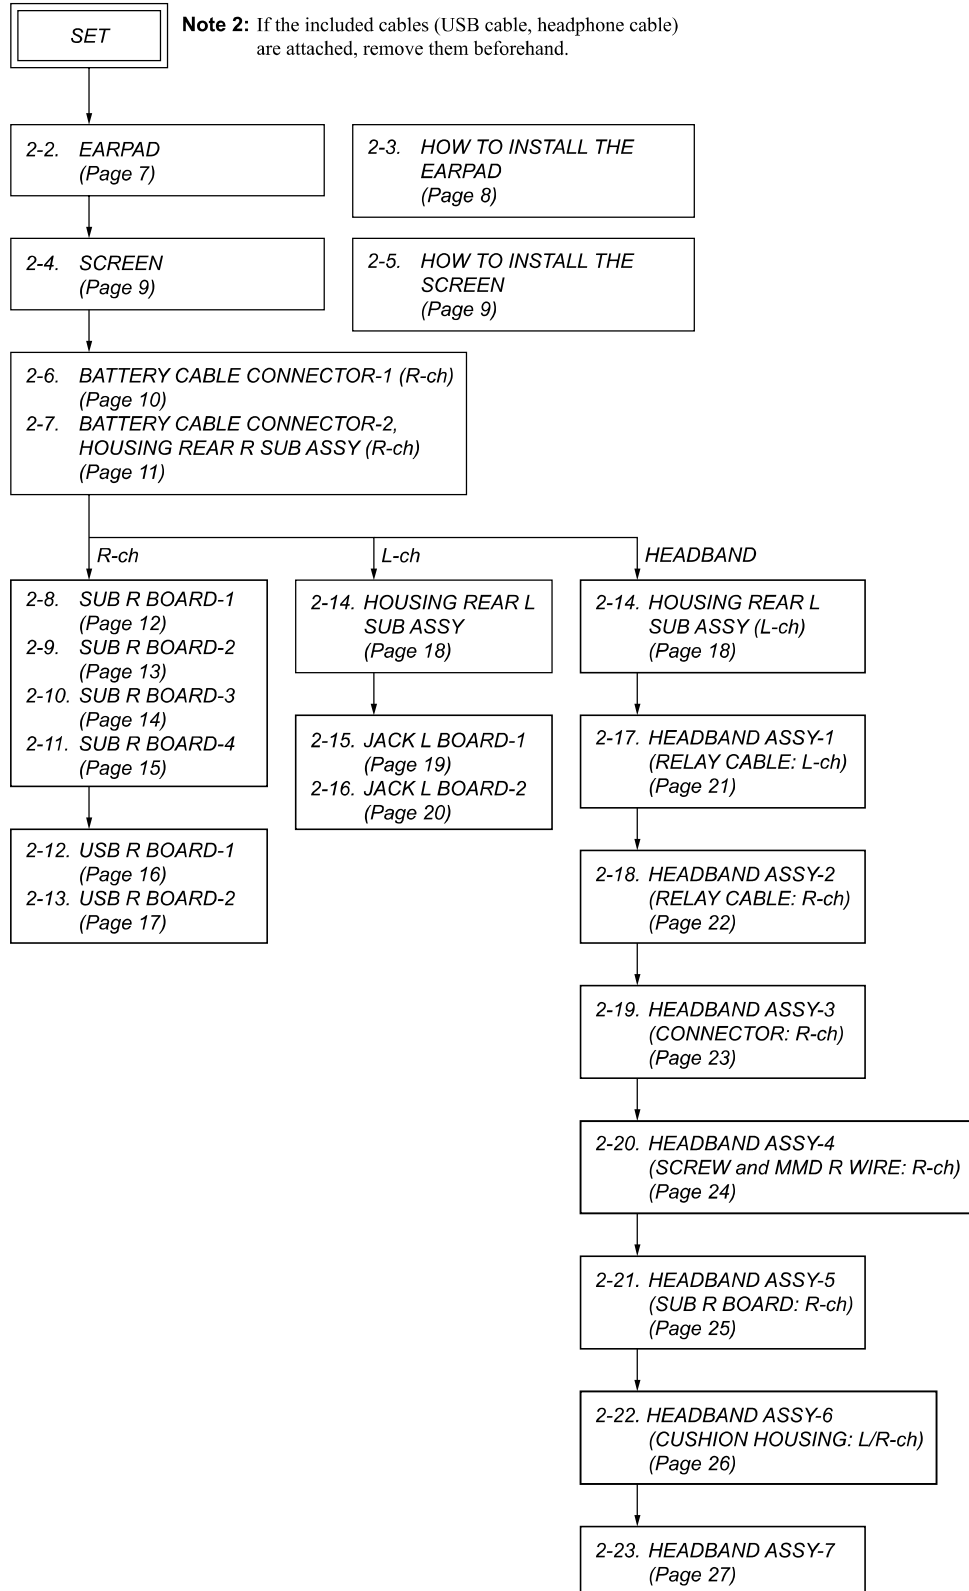 SET
Note 2: If the included cables (USB cable, headphone cable)
are attached, remove them beforehand.
2-2. EARPAD
(Page 7)
2-3. HOW TO INSTALL THE
EARPAD
(Page 8)
2-4. SCREEN
(Page 9)
2-5. HOW TO INSTALL THE
SCREEN
(Page 9)
2-6. BATTERY CABLE CONNECTOR-1 (R-ch)
(Page 10)
2-7. BATTERY CABLE CONNECTOR-2,
HOUSING REAR R SUB ASSY (R-ch)
(Page 11)
R-ch
2-8. SUB R BOARD-1
(Page 12)
2-9. SUB R BOARD-2
(Page 13)
2-10. SUB R BOARD-3
(Page 14)
2-11. SUB R BOARD-4
(Page 15)
2-12. USB R BOARD-1
(Page 16)
2-13. USB R BOARD-2
(Page 17)
L-ch
2-14. HOUSING REAR L
SUB ASSY
(Page 18)
2-15. JACK L BOARD-1
(Page 19)
2-16. JACK L BOARD-2
(Page 20)
HEADBAND
2-14. HOUSING REAR L
SUB ASSY (L-ch)
(Page 18)
2-17. HEADBAND ASSY-1
(RELAY CABLE: L-ch)
(Page 21)
2-18. HEADBAND ASSY-2
(RELAY CABLE: R-ch)
(Page 22)
2-19. HEADBAND ASSY-3
(CONNECTOR: R-ch)
(Page 23)
2-20. HEADBAND ASSY-4
(SCREW and MMD R WIRE: R-ch)
(Page 24)
2-21. HEADBAND ASSY-5
(SUB R BOARD: R-ch)
(Page 25)
2-22. HEADBAND ASSY-6
(CUSHION HOUSING: L/R-ch)
(Page 26)
2-23. HEADBAND ASSY-7
(Page 27)